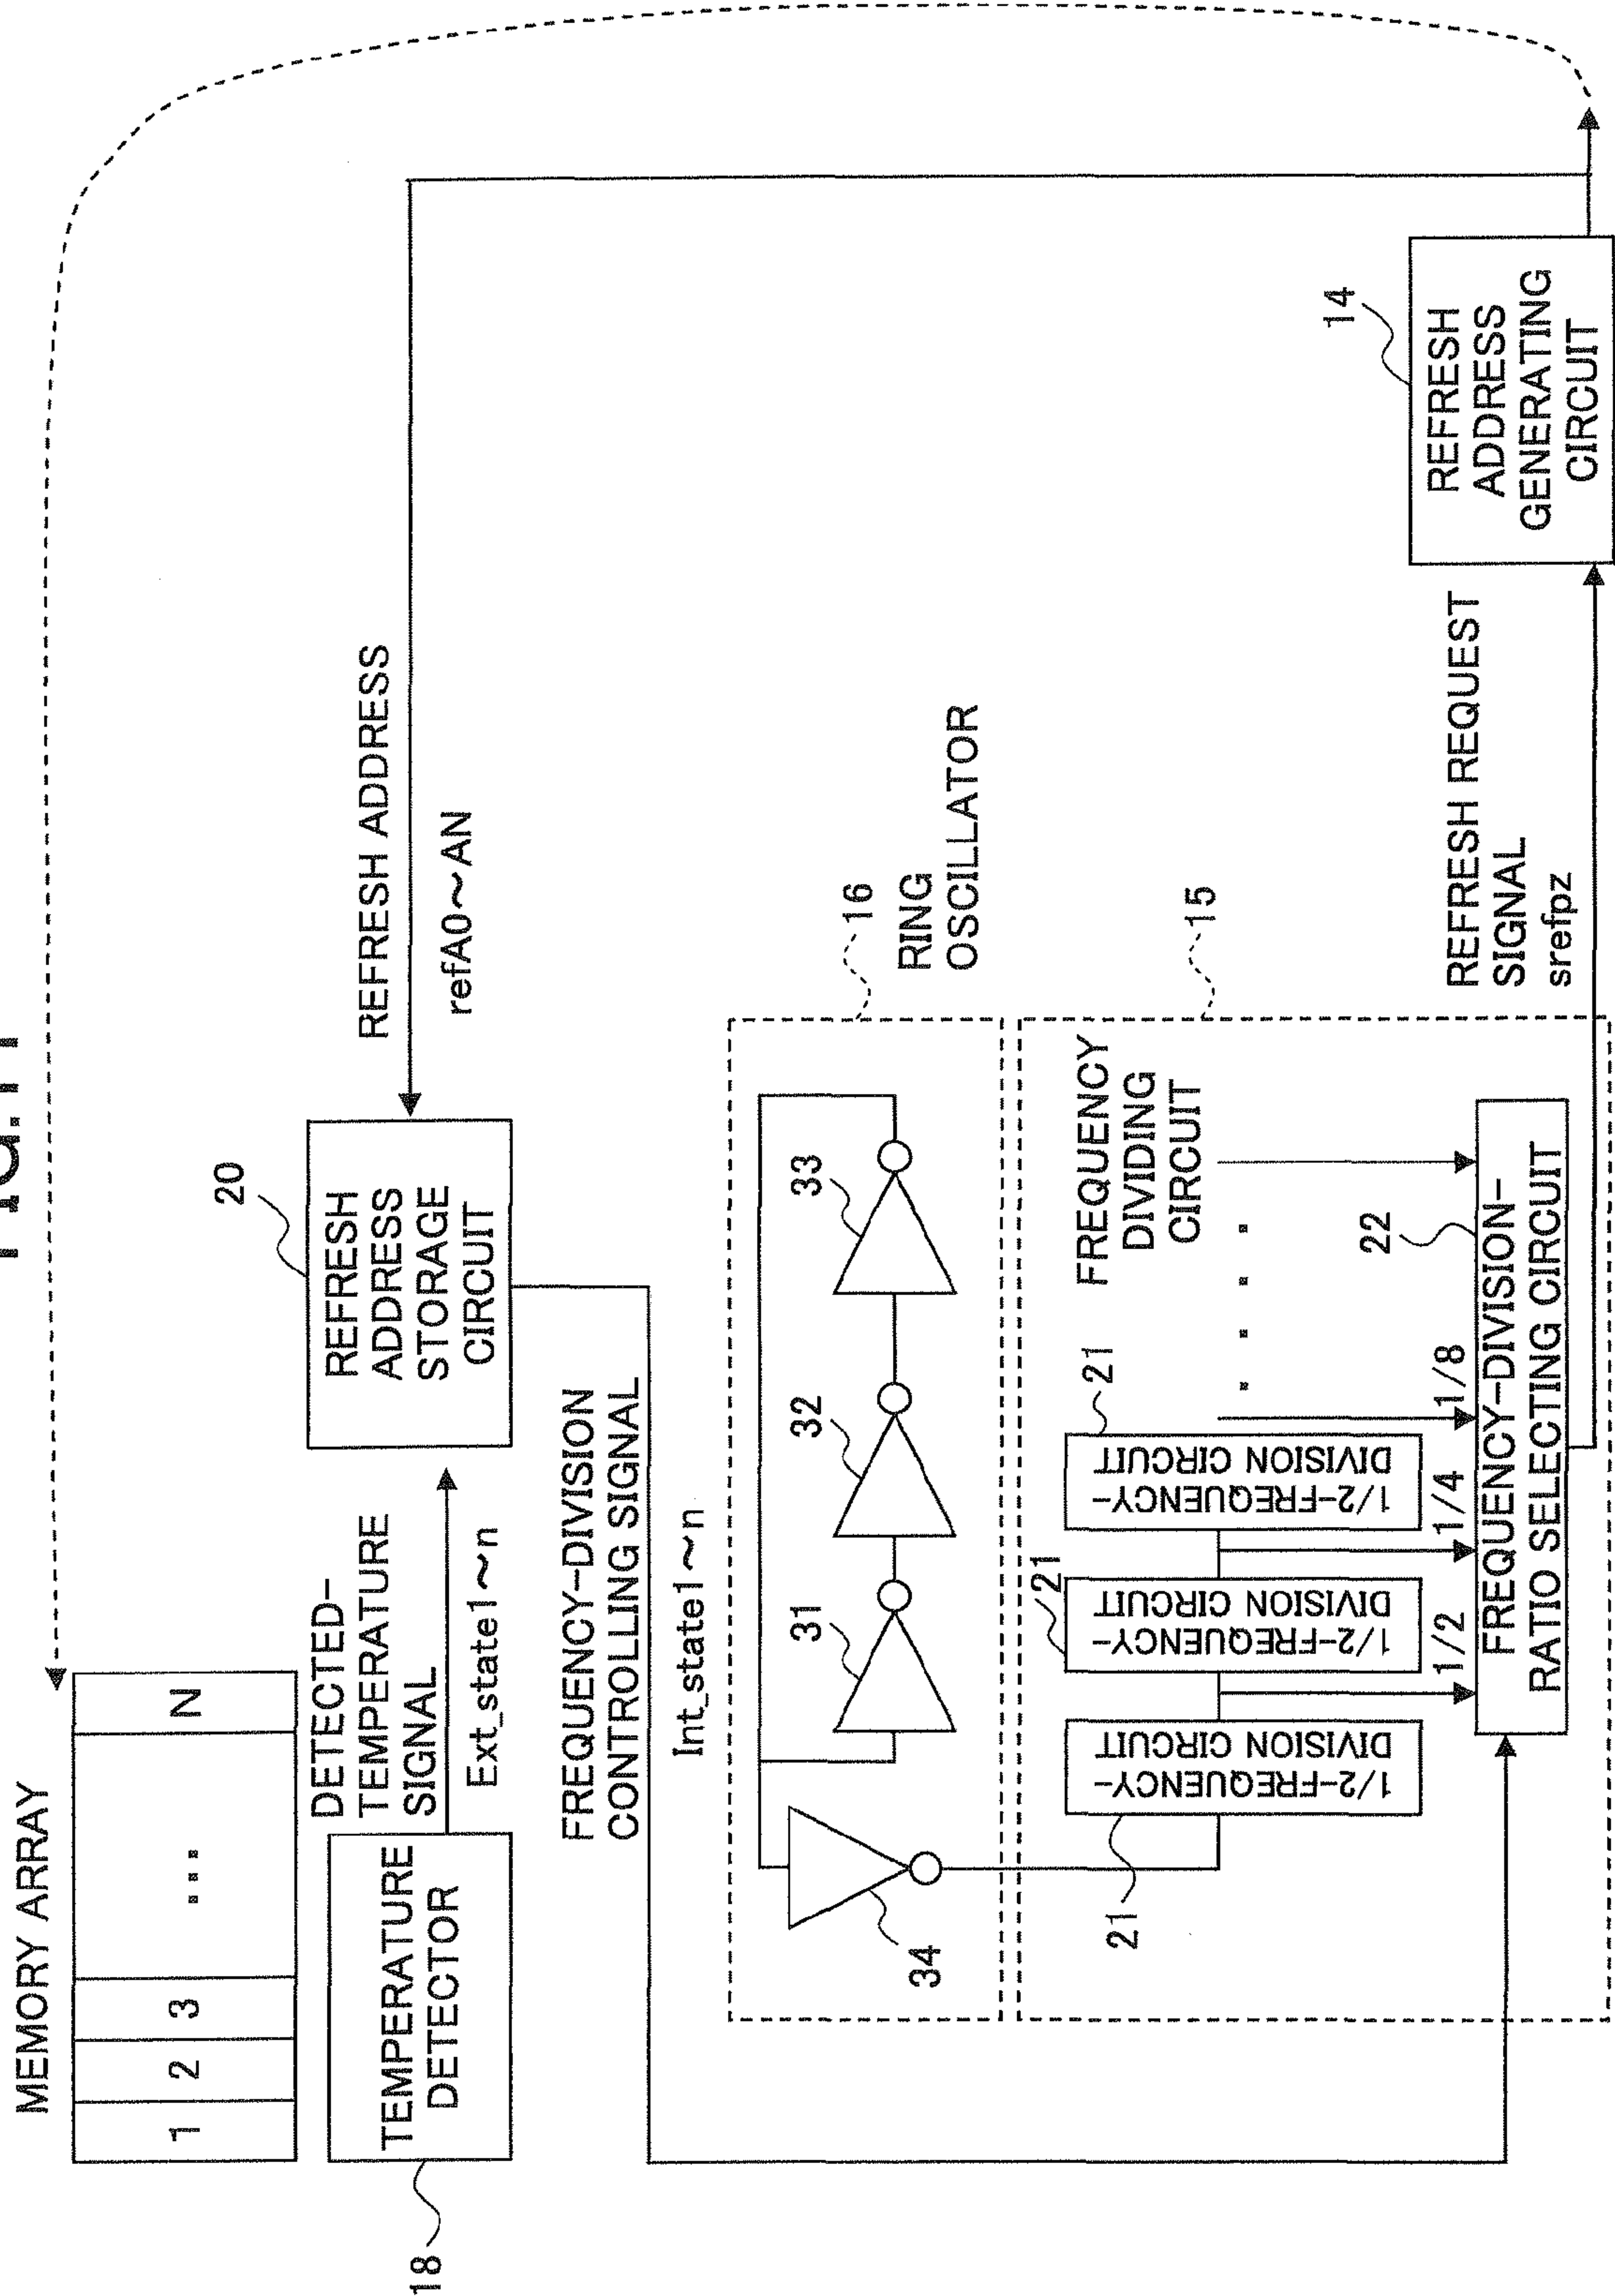 MEMORY ARRAY
1
2
3
...
N
18
TEMPERATURE
DETECTOR
DETECTED-
TEMPERATURE
SIGNAL
Ext_state1~n
20
REFRESH
ADDRESS
STORAGE
CIRCUIT
REFRESH ADDRESS
refA0~AN
FREQUENCY-DIVISION
CONTROLLING SIGNAL
Int_state1~n
34
31
32
33
16
RING
OSCILLATOR
15
FREQUENCY
DIVIDING
CIRCUIT
21
1/2-FREQUENCY-
DIVISION CIRCUIT
21
1/2-FREQUENCY-
DIVISION CIRCUIT
21
1/2-FREQUENCY-
DIVISION CIRCUIT
1/2
1/4
1/8
. . . .
22
FREQUENCY-DIVISION-
RATIO SELECTING CIRCUIT
REFRESH REQUEST
SIGNAL
srefpz
14
REFRESH
ADDRESS
GENERATING
CIRCUIT